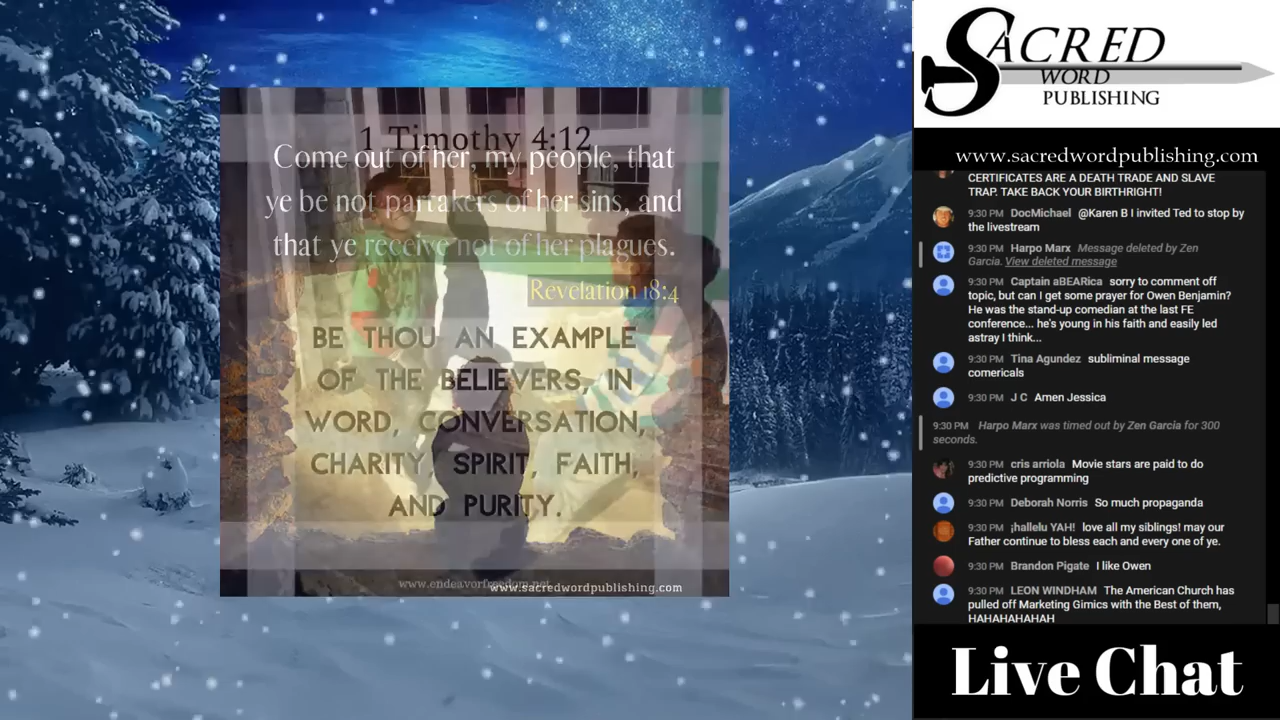 1 Timothy 4:12
Come out of her, my people, that
ye be not partakers of her sins, and
that ye receive not of her plagues.
Revelation 18:4
BE THOU AN EXAMPLE
OF THE BELIEVERS, IN
WORD, CONVERSATION,
CHARITY, SPIRIT, FAITH,
AND PURITY.
www.endeavorfreedom.net
www.sacredwordpublishing.com
SACRED
WORD
PUBLISHING
www.sacredwordpublishing.com
CERTIFICATES ARE A DEATH TRADE AND SLAVE
TRAP. TAKE BACK YOUR BIRTHRIGHT!
9:30 PM DocMichael @Karen B I invited Ted to stop by
the livestream
9:30 PM Harpo Marx Message deleted by Zen
Garcia. View deleted message
9:30 PM Captain aBEARica sorry to comment off
topic, but can I get some prayer for Owen Benjamin?
He was the stand-up comedian at the last FE
conference... he's young in his faith and easily led
astray I think...
9:30 PM Tina Agundez subliminal message
comericals
9:30 PM J C Amen Jessica
9:30 PM Harpo Marx was timed out by Zen Garcia for 300
seconds.
9:30 PM cris arriola Movie stars are paid to do
predictive programming
9:30 PM Deborah Norris So much propaganda
9:30 PM ¡hallelu YAH! love all my siblings! may our
Father continue to bless each and every one of ye.
9:30 PM Brandon Pigate I like Owen
9:30 PM LEON WINDHAM The American Church has
pulled off Marketing Gimics with the Best of them,
HAHAHAHAHAH
Live Chat